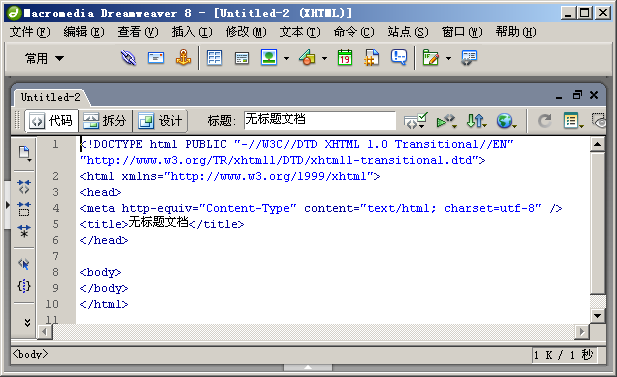 Macromedia Dreamweaver 8 - [Untitled-2 (XHTML)]
文件(F) 编辑(E) 查看(V) 插入(I) 修改(M) 文本(T) 命令(C) 站点(S) 窗口(W) 帮助(H)
常用 19
Untitled-2
代码 拆分 设计 标题: 无标题文档
1 <!DOCTYPE html PUBLIC "-//W3C//DTD XHTML 1.0 Transitional//EN"
"http://www.w3.org/TR/xhtml1/DTD/xhtml1-transitional.dtd">
2 <html xmlns="http://www.w3.org/1999/xhtml">
3 <head>
4 <meta http-equiv="Content-Type" content="text/html; charset=utf-8" />
5 <title>无标题文档</title>
6 </head>
7
8 <body>
9 </body>
10 </html>
11
<body> 1 K / 1 秒